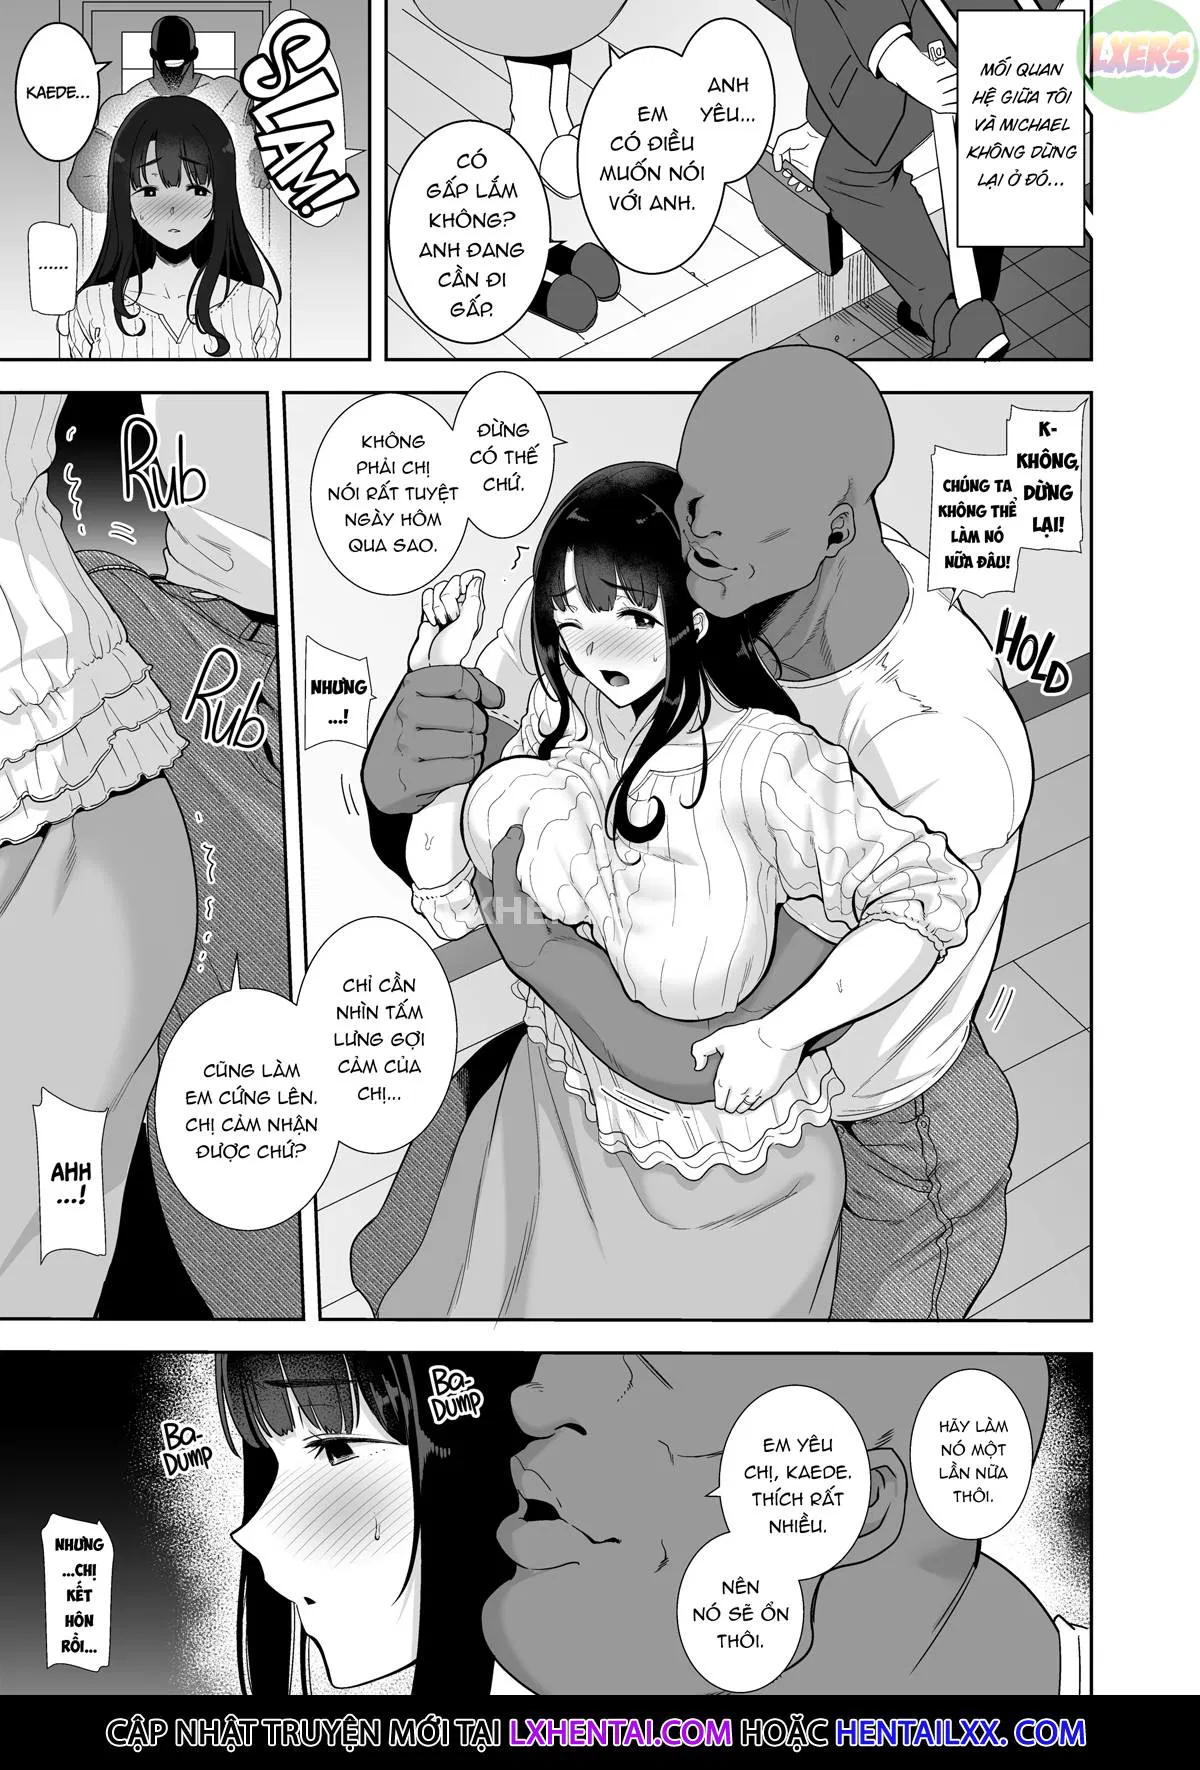 LXERS
MỐI QUAN
HỆ GIỮA TÔI
VÀ MICHAEL
KHÔNG DỪNG
LẠI Ở ĐÓ...
ANH
YÊU...
EM
CÓ ĐIỀU
MUỐN NÓI
VỚI ANH.
CÓ
GẤP LẮM
KHÔNG?
ANH ĐANG
CẦN ĐI
GẤP.
SLAM!
KAEDE...
......
K-
KHÔNG,
DỪNG
LẠI!
CHÚNG TA
KHÔNG THỂ
LÀM NÓ
NỮA ĐÂU!
HOLD
ĐỪNG
CÓ THẾ
CHỨ.
KHÔNG
PHẢI CHỊ
NÓI RẤT TUYỆT
NGÀY HÔM
QUA SAO.
NHƯNG
...!
CHỈ CẦN
NHÌN TẤM
LƯNG GỢI
CẢM CỦA
CHỊ...
RUB
RUB
CŨNG LÀM
EM CỨNG LÊN.
CHỊ CẢM NHẬN
ĐƯỢC CHỨ?
AHH
...!
HÃY LÀM
NÓ MỘT
LẦN NỮA
THÔI.
EM YÊU
CHỊ, KAEDE.
THÍCH RẤT
NHIỀU.
NÊN
NÓ SẼ ỔN
THÔI.
BA-
DUMP
BA-
DUMP
NHƯNG
...CHỊ
KẾT
HÔN
RỒI...
CẬP NHẬT TRUYỆN MỚI TẠI LXHENTAI.COM HOẶC HENTAILXX. COM